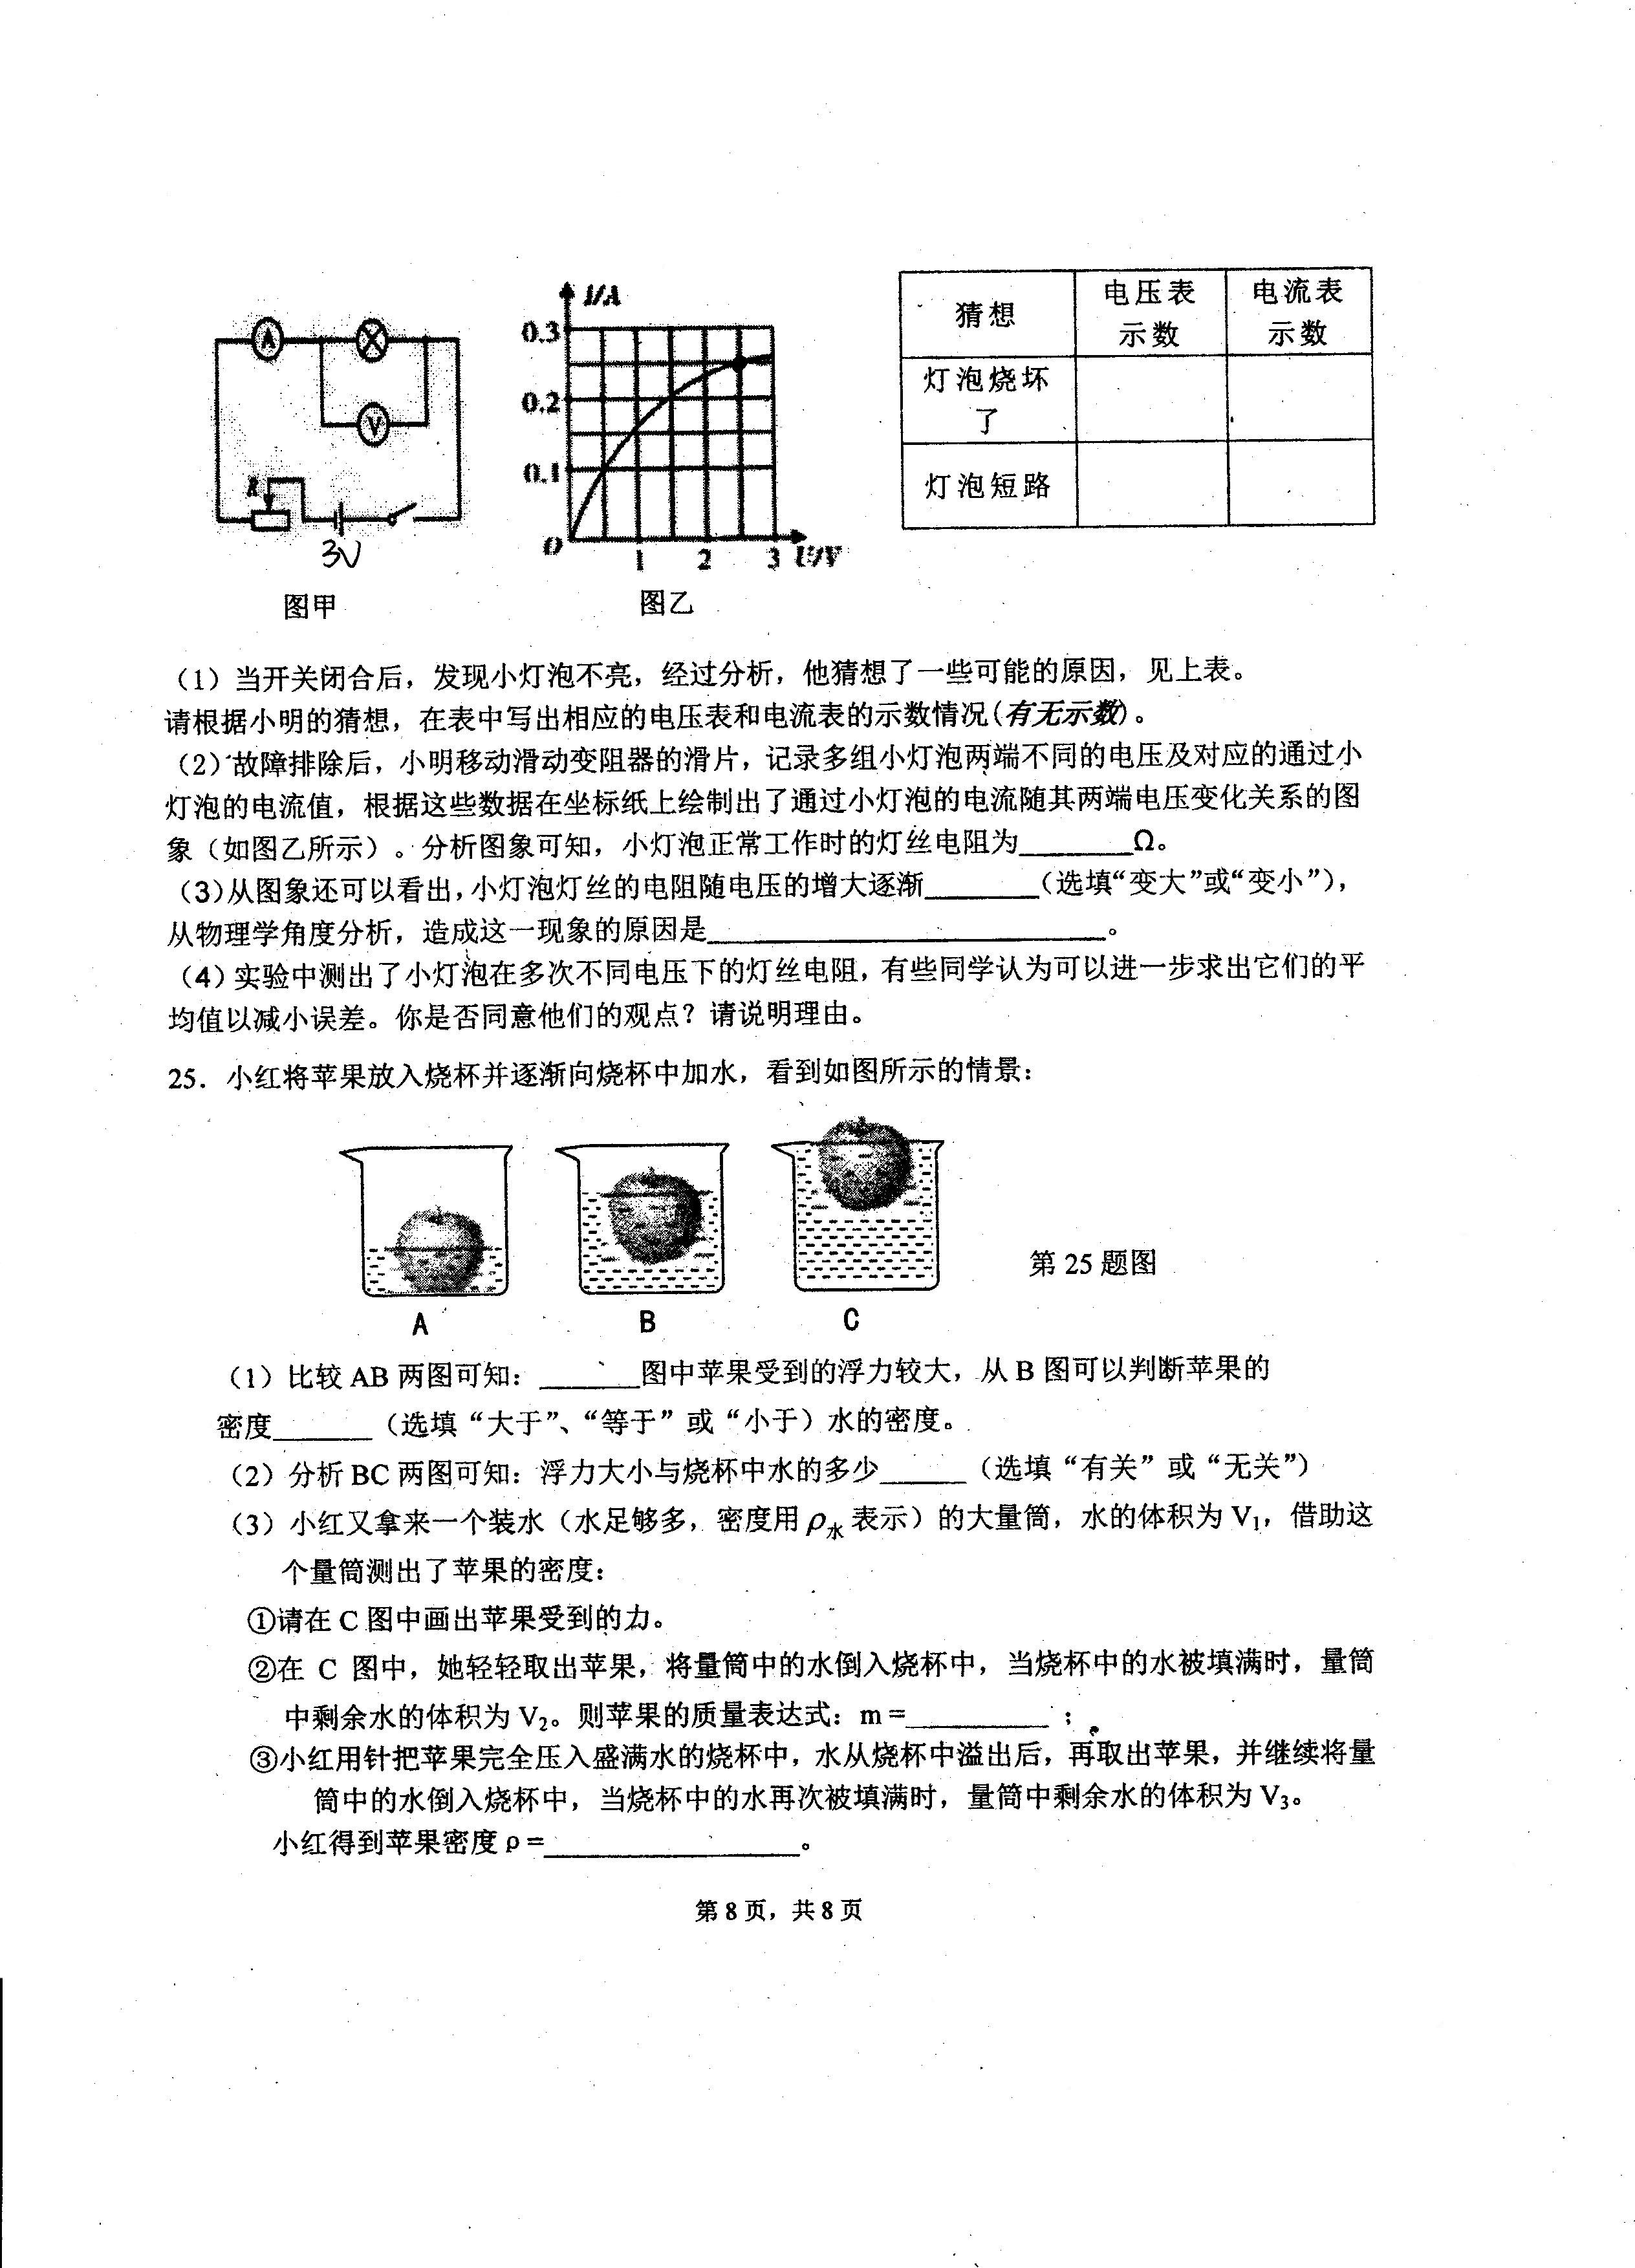 I/A
0.3
0.2
0.1
O
1
2
3
U/V
A
V
R
3V
图甲
图乙
猜想
电压表示数
电流表示数
灯泡烧坏了
灯泡短路
(1)当开关闭合后，发现小灯泡不亮，经过分析，他猜想了一些可能的原因，见上表。
请根据小明的猜想，在表中写出相应的电压表和电流表的示数情况(有无示数)。
(2)故障排除后，小明移动滑动变阻器的滑片，记录多组小灯泡两端不同的电压及对应的通过小
灯泡的电流值，根据这些数据在坐标纸上绘制出了通过小灯泡的电流随其两端电压变化关系的图
象（如图乙所示）。分析图象可知，小灯泡正常工作时的灯丝电阻为________Ω。
(3)从图象还可以看出，小灯泡灯丝的电阻随电压的增大逐渐________（选填“变大”或“变小”），
从物理学角度分析，造成这一现象的原因是____________________________。
(4)实验中测出了小灯泡在多次不同电压下的灯丝电阻，有些同学认为可以进一步求出它们的平
均值以减小误差。你是否同意他们的观点？请说明理由。
25．小红将苹果放入烧杯并逐渐向烧杯中加水，看到如图所示的情景：
A
B
C
第 25 题图
（1）比较 AB 两图可知：_______图中苹果受到的浮力较大，从 B 图可以判断苹果的
密度_______（选填“大于”、“等于”或“小于）水的密度。
（2）分析 BC 两图可知：浮力大小与烧杯中水的多少______（选填“有关”或“无关”）
（3）小红又拿来一个装水（水足够多，密度用ρ水 表示）的大量筒，水的体积为 V₁，借助这
个量筒测出了苹果的密度：
①请在 C 图中画出苹果受到的力。
②在 C 图中，她轻轻取出苹果，将量筒中的水倒入烧杯中，当烧杯中的水被填满时，量筒
中剩余水的体积为 V₂。则苹果的质量表达式：m =__________；
③小红用针把苹果完全压入盛满水的烧杯中，水从烧杯中溢出后，再取出苹果，并继续将量
筒中的水倒入烧杯中，当烧杯中的水再次被填满时，量筒中剩余水的体积为 V₃。
小红得到苹果密度 ρ =__________________。
第 8 页，共 8 页